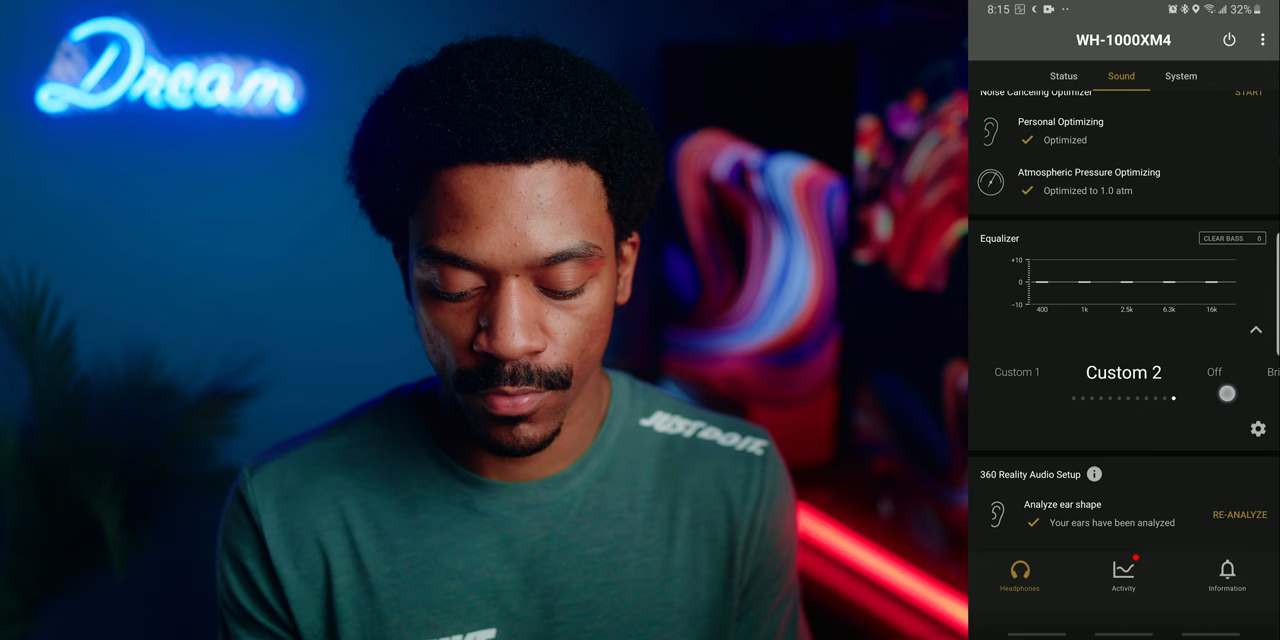 Dream
JUST DO IT
8:15
32%
WH-1000XM4
Status Sound System
Noise Canceling Optimizer START
Personal Optimizing
Optimized
Atmospheric Pressure Optimizing
Optimized to 1.0 atm
Equalizer
CLEAR BASS 0
+10
0
-10
400 1k 2.5k 6.3k 16k
Custom 1 Custom 2 Off Bri
360 Reality Audio Setup i
Analyze ear shape
Your ears have been analyzed
RE-ANALYZE
Headphones Activity Information